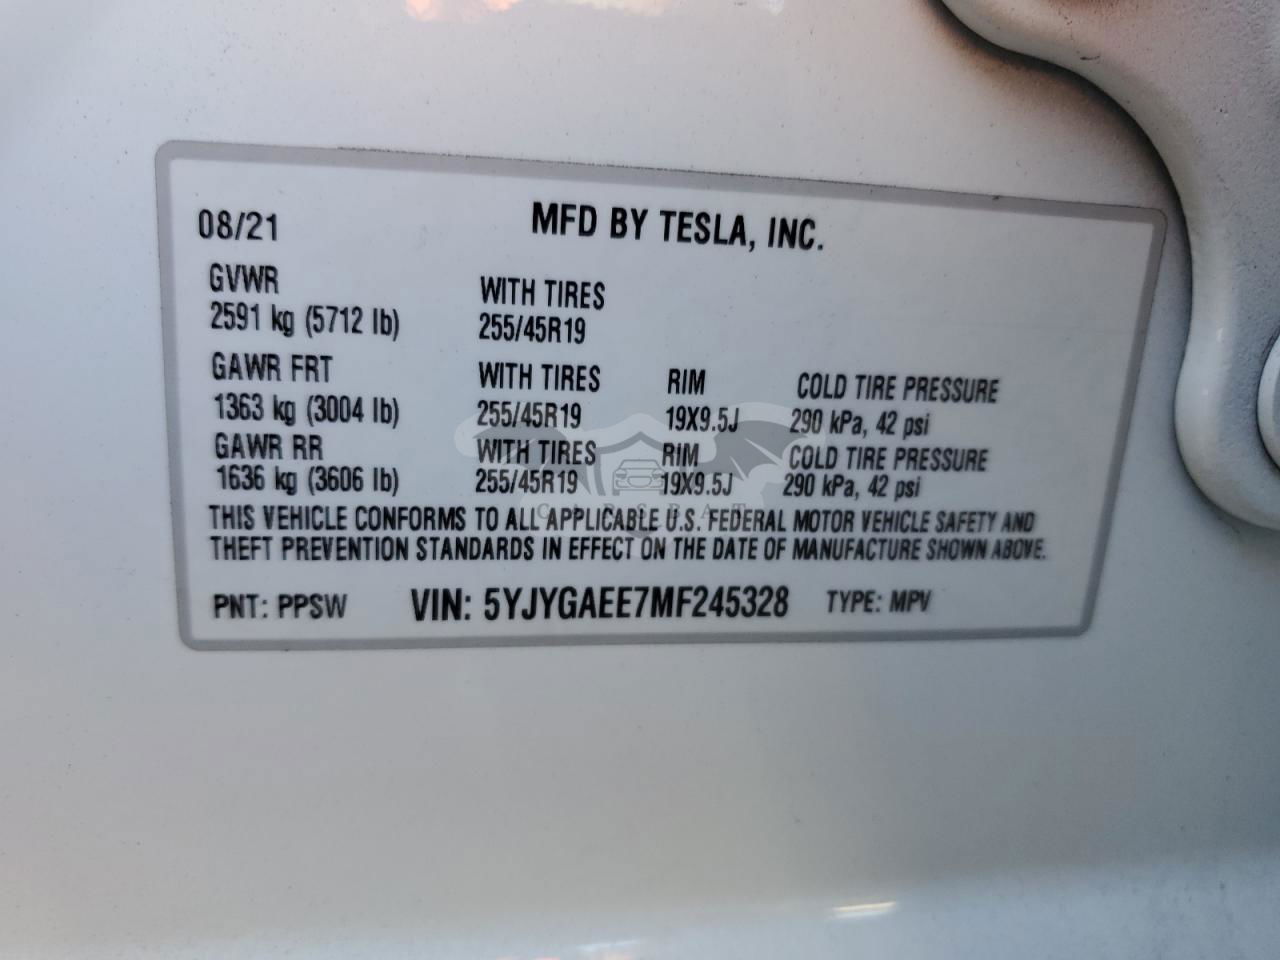 08/21 MFD BY TESLA, INC.
GVWR WITH TIRES
2591 kg (5712 lb) 255/45R19
GAWR FRT WITH TIRES RIM COLD TIRE PRESSURE
1363 kg (3004 lb) 255/45R19 19X9.5J 290 kPa, 42 psi
GAWR RR WITH TIRES RIM COLD TIRE PRESSURE
1636 kg (3606 lb) 255/45R19 19X9.5J 290 kPa, 42 psi
CARSBAT
THIS VEHICLE CONFORMS TO ALL APPLICABLE U.S. FEDERAL MOTOR VEHICLE SAFETY AND
THEFT PREVENTION STANDARDS IN EFFECT ON THE DATE OF MANUFACTURE SHOWN ABOVE.
PNT: PPSW VIN: 5YJYGAEE7MF245328 TYPE: MPV